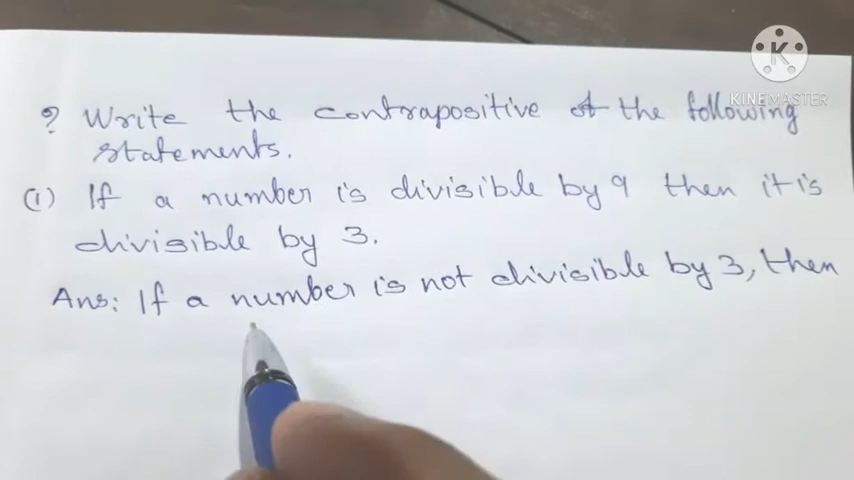 K
KINEMASTER
? Write the contrapositive of the following
statements.
(1) If a number is divisible by 9 then it is
divisible by 3.
Ans: If a number is not divisible by 3, then